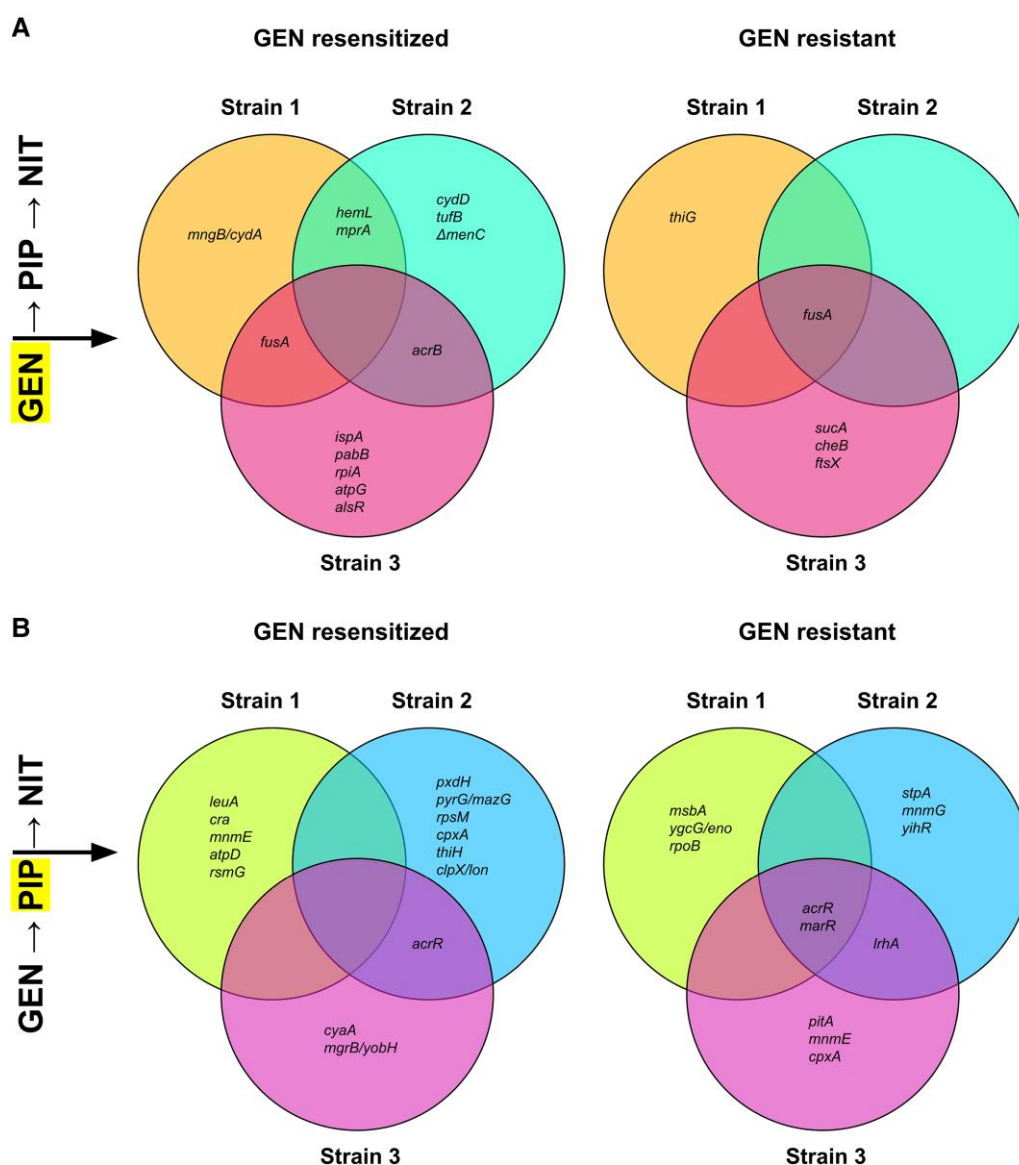 A
GEN → PIP → NIT
GEN resensitized
Strain 1
Strain 2
mngB/cydA
hemL
mprA
cydD
tufB
ΔmenC
fusA
acrB
ispA
pabB
rpiA
atpG
alsR
Strain 3
GEN resistant
Strain 1
Strain 2
thiG
fusA
sucA
cheB
ftsX
Strain 3
B
GEN → PIP → NIT
GEN resensitized
Strain 1
Strain 2
leuA
cra
mnmE
atpD
rsmG
pxdH
pyrG/mazG
rpsM
cpxA
thiH
clpX/lon
acrR
cyaA
mgrB/yobH
Strain 3
GEN resistant
Strain 1
Strain 2
msbA
ygcG/eno
rpoB
stpA
mnmG
yihR
acrR
marR
lrhA
pitA
mnmE
cpxA
Strain 3